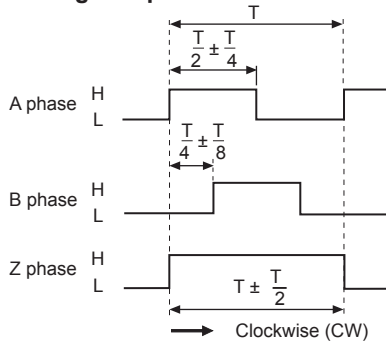 T
T/2 ± T/4
A phase H
L
T/4 ± T/8
B phase H
L
Z phase H
L
T ± T/2
Clockwise (CW)